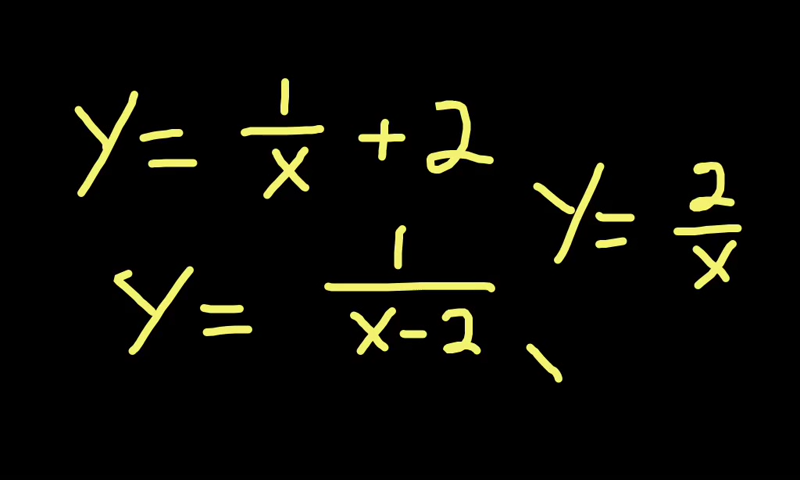 y = 1/x + 2
y = 2/x
y = 1/(x - 2)